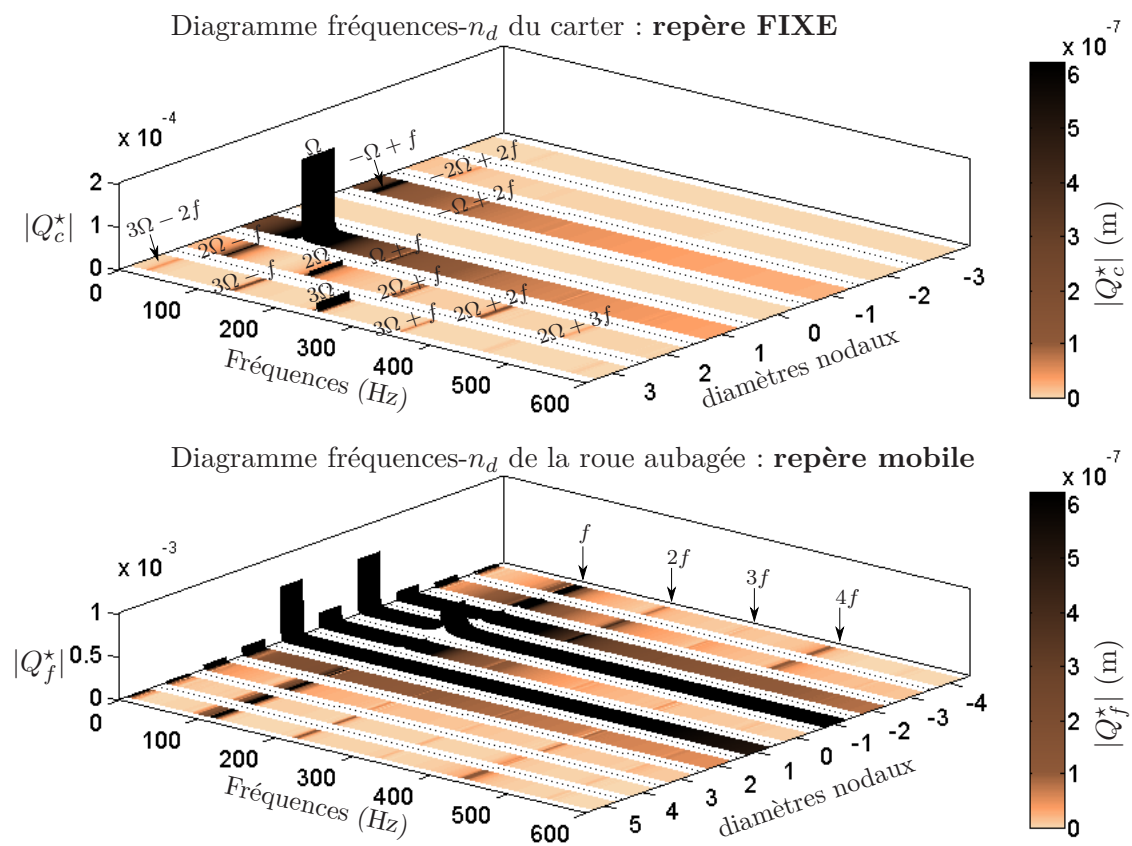 Diagramme fréquences-n_d du carter : repère FIXE
x 10^-7
x 10^-4
Ω
-Ω + f
-2Ω + 2f
-Ω + 2f
3Ω - 2f
2Ω - f
2Ω
Ω + f
3Ω - f
3Ω
2Ω + f
3Ω + f
2Ω + 2f
2Ω + 3f
|Q_c^⋆|
2
1
0
0
100
200
300
400
500
600
Fréquences (Hz)
3
2
1
0
-1
-2
-3
diamètres nodaux
6
5
4
3
2
1
0
|Q_c^⋆| (m)
Diagramme fréquences-n_d de la roue aubagée : repère mobile
x 10^-7
x 10^-3
f
2f
3f
4f
|Q_f^⋆|
1
0.5
0
0
100
200
300
400
500
600
Fréquences (Hz)
5
4
3
2
1
0
-1
-2
-3
-4
diamètres nodaux
6
5
4
3
2
1
0
|Q_f^⋆| (m)